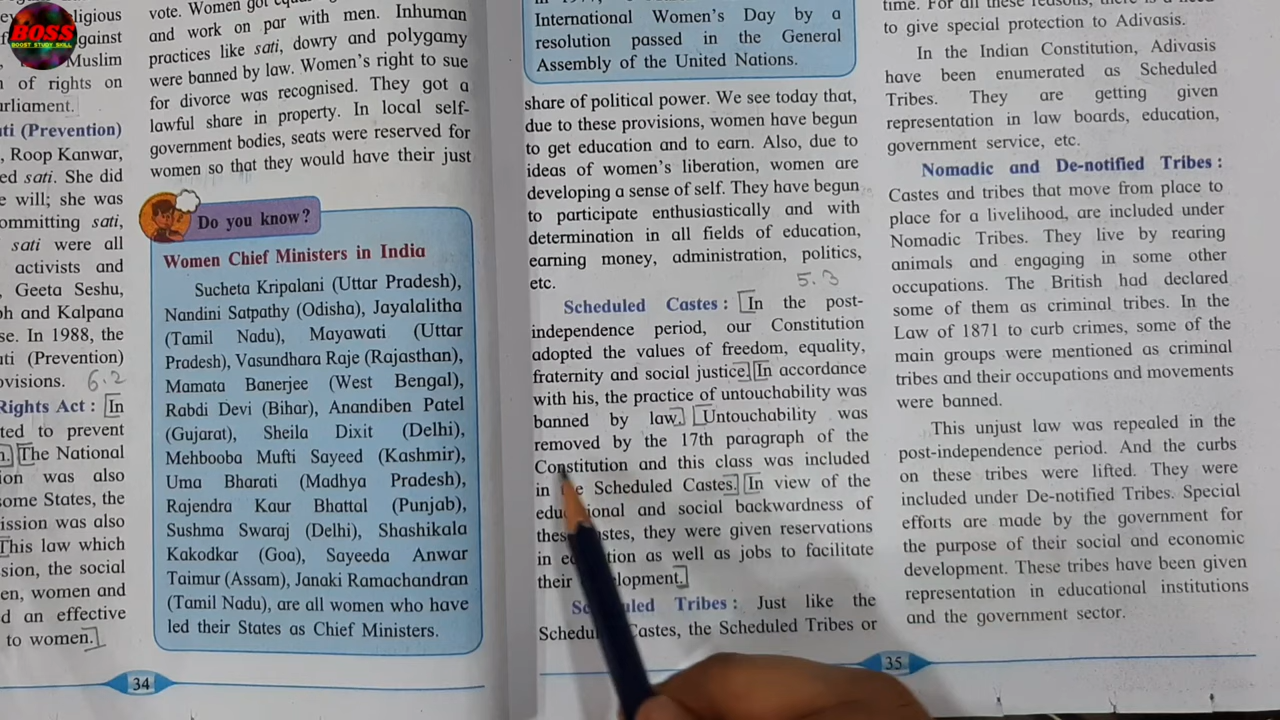 BOSS
BOOST STUDY SKILL
religious
against
Muslim
n of rights on
arliament.
ati (Prevention)
, Roop Kanwar,
ed sati. She did
e will; she was
ommitting sati,
sati were all
activists and
, Geeta Seshu,
oh and Kalpana
se. In 1988, the
ati (Prevention)
ovisions. 6.2
Rights Act : [In
ted to prevent
n.] [The National
ion was also
some States, the
ission was also
This law which
sion, the social
en, women and
d an effective
to women.]
vote. Women got
and work on par with men. Inhuman
practices like sati, dowry and polygamy
were banned by law. Women's right to sue
for divorce was recognised. They got a
lawful share in property. In local self-
government bodies, seats were reserved for
women so that they would have their just
Do you know?
Women Chief Ministers in India
Sucheta Kripalani (Uttar Pradesh),
Nandini Satpathy (Odisha), Jayalalitha
(Tamil Nadu), Mayawati (Uttar
Pradesh), Vasundhara Raje (Rajasthan),
Mamata Banerjee (West Bengal),
Rabdi Devi (Bihar), Anandiben Patel
(Gujarat), Sheila Dixit (Delhi),
Mehbooba Mufti Sayeed (Kashmir),
Uma Bharati (Madhya Pradesh),
Rajendra Kaur Bhattal (Punjab),
Sushma Swaraj (Delhi), Shashikala
Kakodkar (Goa), Sayeeda Anwar
Taimur (Assam), Janaki Ramachandran
(Tamil Nadu), are all women who have
led their States as Chief Ministers.
34
International Women's Day by a
resolution passed in the General
Assembly of the United Nations.
share of political power. We see today that,
due to these provisions, women have begun
to get education and to earn. Also, due to
ideas of women's liberation, women are
developing a sense of self. They have begun
to participate enthusiastically and with
determination in all fields of education,
earning money, administration, politics,
etc. 5.3
Scheduled Castes : [In the post-
independence period, our Constitution
adopted the values of freedom, equality,
fraternity and social justice.] [In accordance
with his, the practice of untouchability was
banned by law.] [Untouchability was
removed by the 17th paragraph of the
Constitution and this class was included
in Scheduled Castes.] [In view of the
and social backwardness of
they were given reservations
in as well as jobs to facilitate
their
Tribes : Just like the
Castes, the Scheduled Tribes or
time. For all these reasons, there is a need
to give special protection to Adivasis.
In the Indian Constitution, Adivasis
have been enumerated as Scheduled
Tribes. They are getting given
representation in law boards, education,
government service, etc.
Nomadic and De-notified Tribes :
Castes and tribes that move from place to
place for a livelihood, are included under
Nomadic Tribes. They live by rearing
animals and engaging in some other
occupations. The British had declared
some of them as criminal tribes. In the
Law of 1871 to curb crimes, some of the
main groups were mentioned as criminal
tribes and their occupations and movements
were banned.
This unjust law was repealed in the
post-independence period. And the curbs
on these tribes were lifted. They were
included under De-notified Tribes. Special
efforts are made by the government for
the purpose of their social and economic
development. These tribes have been given
representation in educational institutions
and the government sector.
35